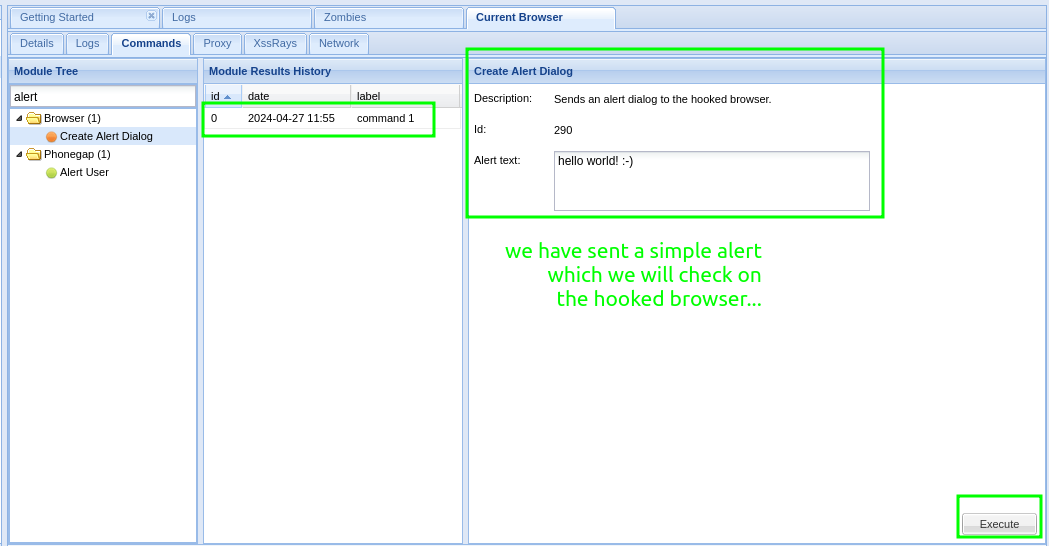 Getting Started
Logs
Zombies
Current Browser
Details
Logs
Commands
Proxy
XssRays
Network
Module Tree
alert
Browser (1)
Create Alert Dialog
Phonegap (1)
Alert User
Module Results History
id date label
0 2024-04-27 11:55 command 1
Create Alert Dialog
Description: Sends an alert dialog to the hooked browser.
Id: 290
Alert text: hello world! :-)
we have sent a simple alert
which we will check on
the hooked browser...
Execute